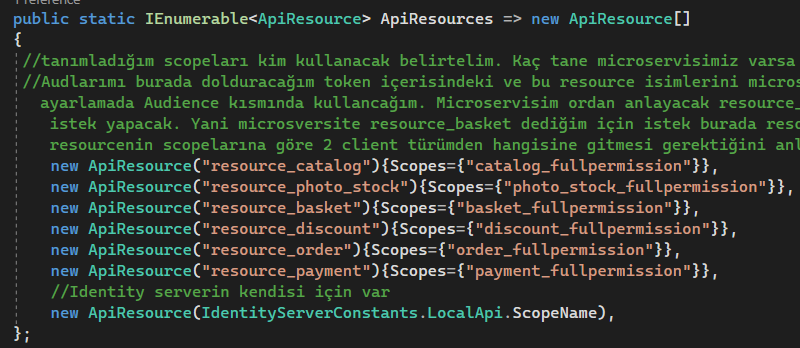 public static IEnumerable<ApiResource> ApiResources => new ApiResource[]
{
//tanımladığım scopeları kim kullanacak belirtelim. Kaç tane microservisimiz varsa
//Audlarımı burada dolduracağım token içerisindeki ve bu resource isimlerini micros
ayarlamada Audience kısmında kullancağım. Microservisim ordan anlayacak resource_
istek yapacak. Yani microversite resource_basket dediğim için istek burada reso
resourcenin scopelarına göre 2 client türümden hangisine gitmesi gerektiğini anl
new ApiResource("resource_catalog"){Scopes={"catalog_fullpermission"}},
new ApiResource("resource_photo_stock"){Scopes={"photo_stock_fullpermission"}},
new ApiResource("resource_basket"){Scopes={"basket_fullpermission"}},
new ApiResource("resource_discount"){Scopes={"discount_fullpermission"}},
new ApiResource("resource_order"){Scopes={"order_fullpermission"}},
new ApiResource("resource_payment"){Scopes={"payment_fullpermission"}},
//Identity serverin kendisi için var
new ApiResource(IdentityServerConstants.LocalApi.ScopeName),
};